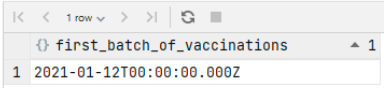 1 row
{} first_batch_of_vaccinations 1
1 2021-01-12T00:00:00.000Z